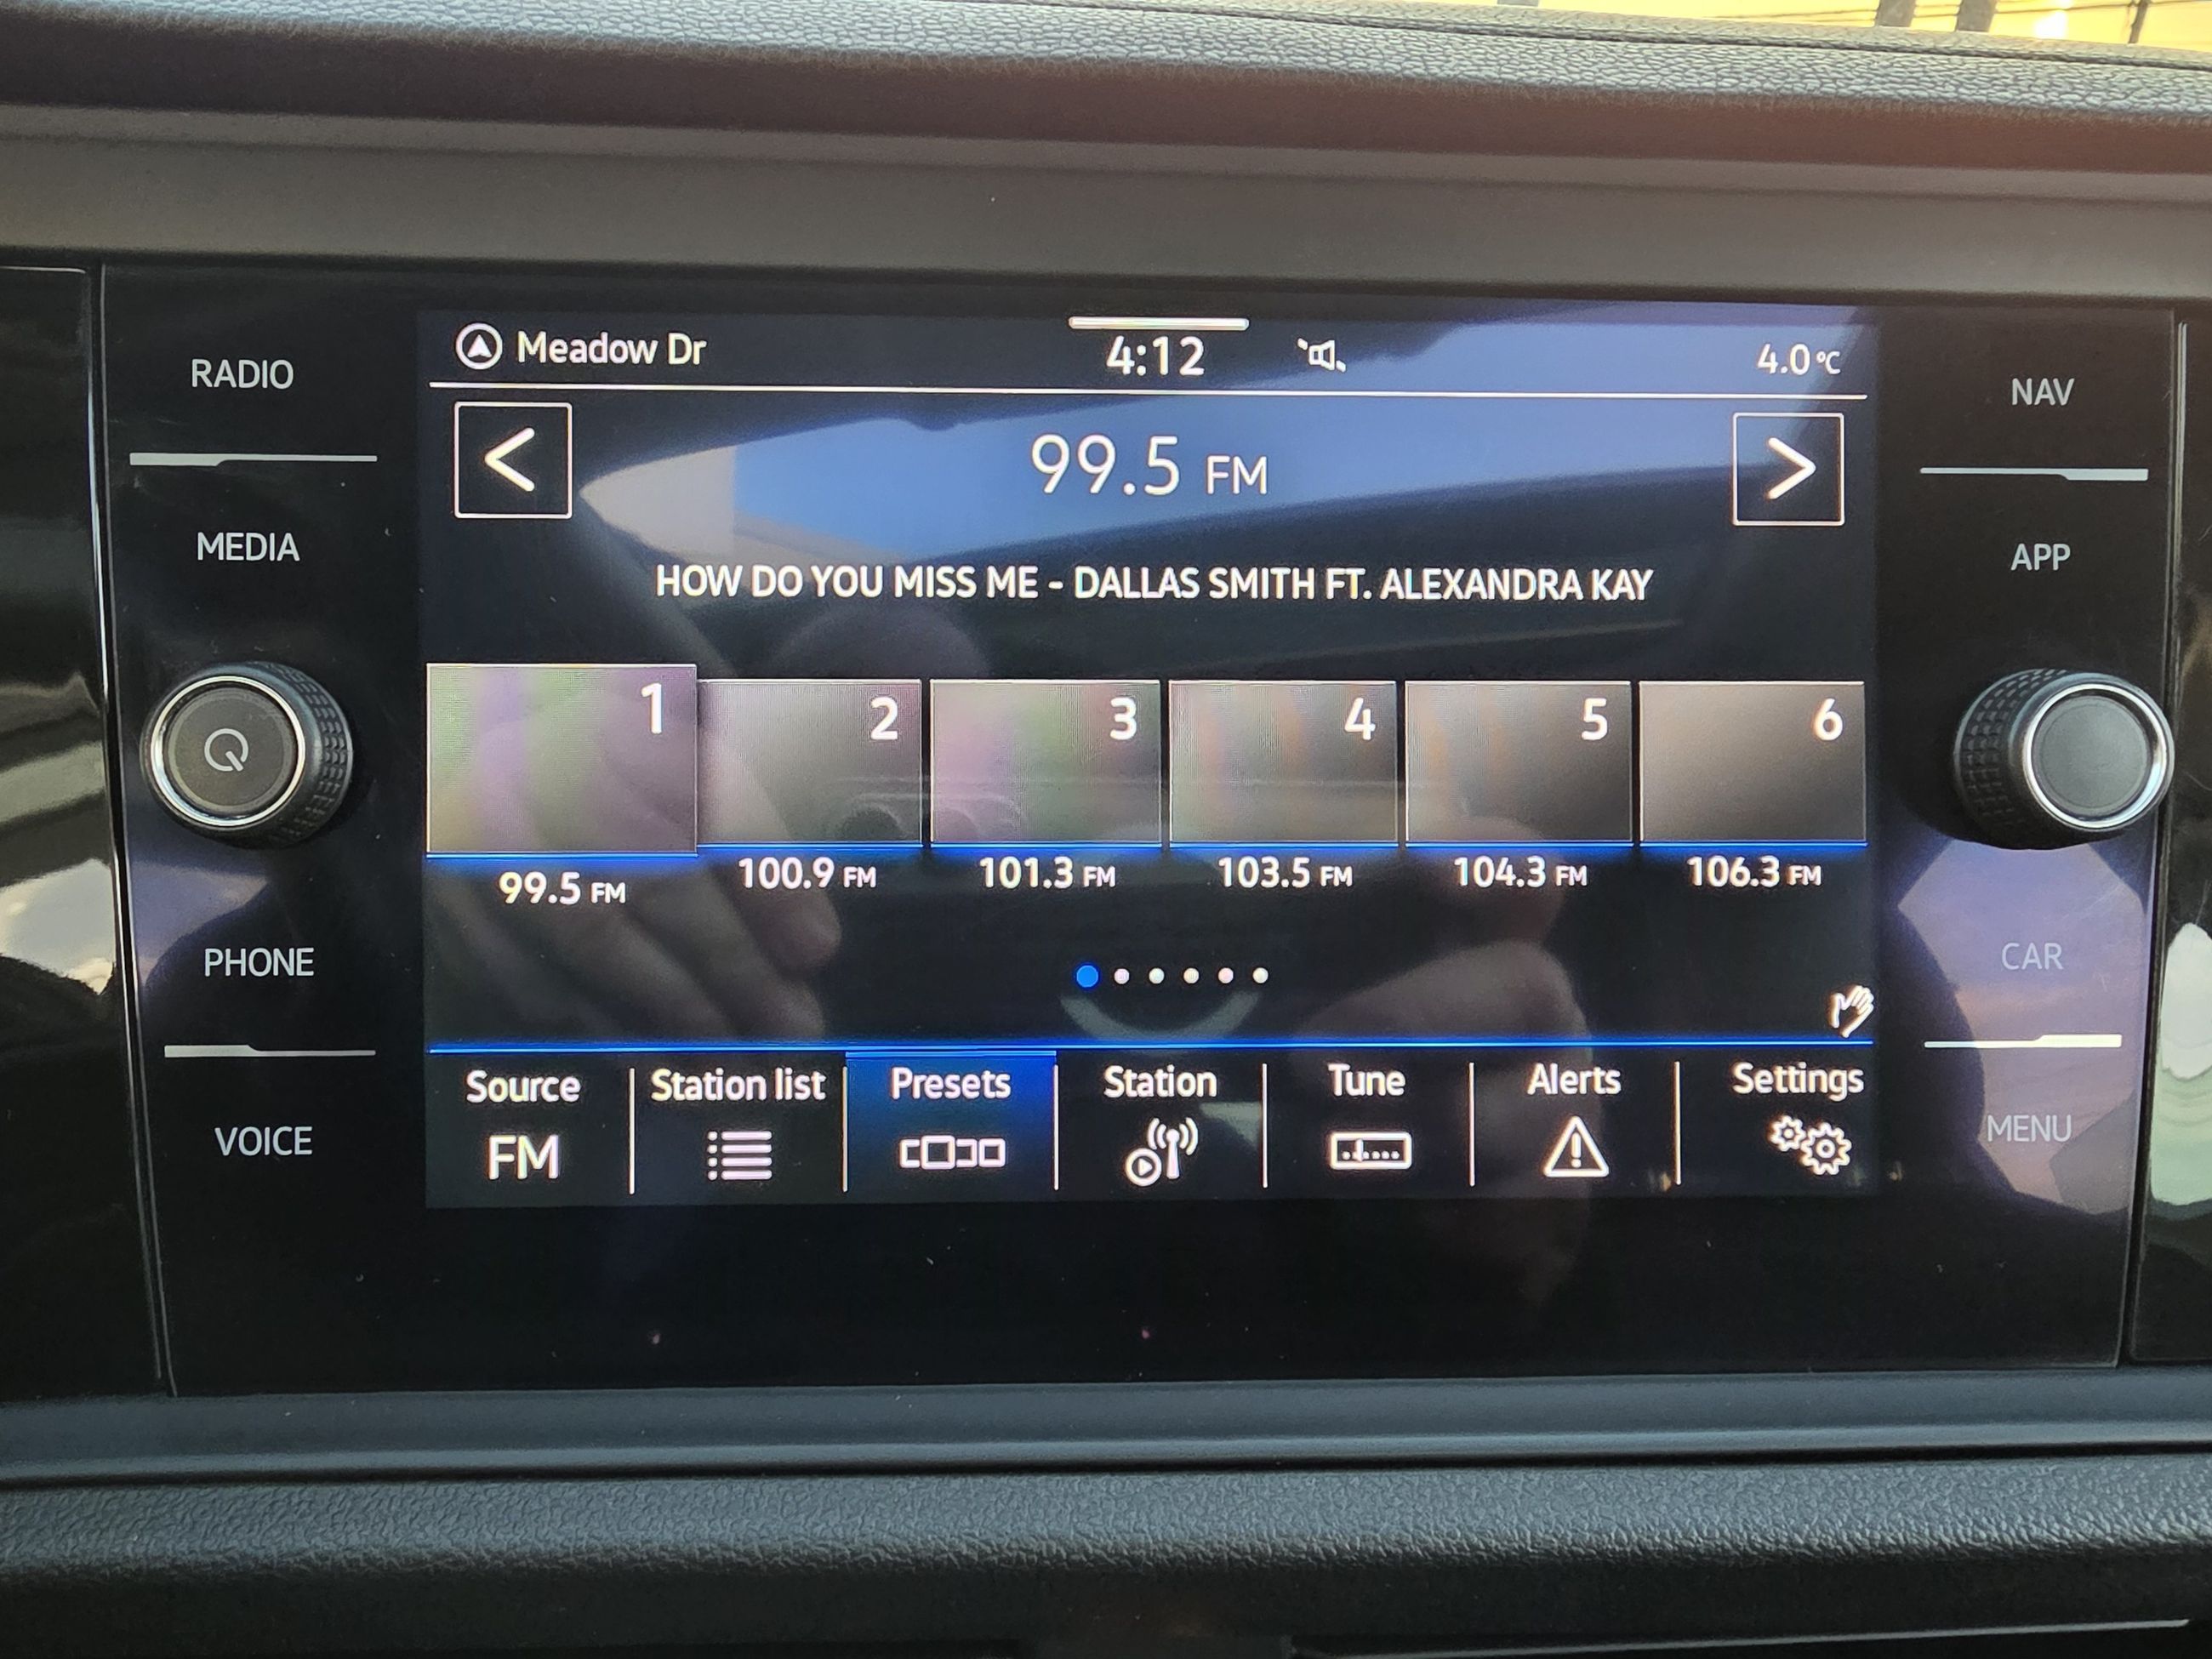 RADIO
MEDIA
PHONE
VOICE
Meadow Dr
4:12
4.0°C
<
99.5 FM
>
HOW DO YOU MISS ME - DALLAS SMITH FT. ALEXANDRA KAY
1
2
3
4
5
6
99.5 FM
100.9 FM
101.3 FM
103.5 FM
104.3 FM
106.3 FM
Source
Station list
Presets
Station
Tune
Alerts
Settings
FM
NAV
APP
CAR
MENU